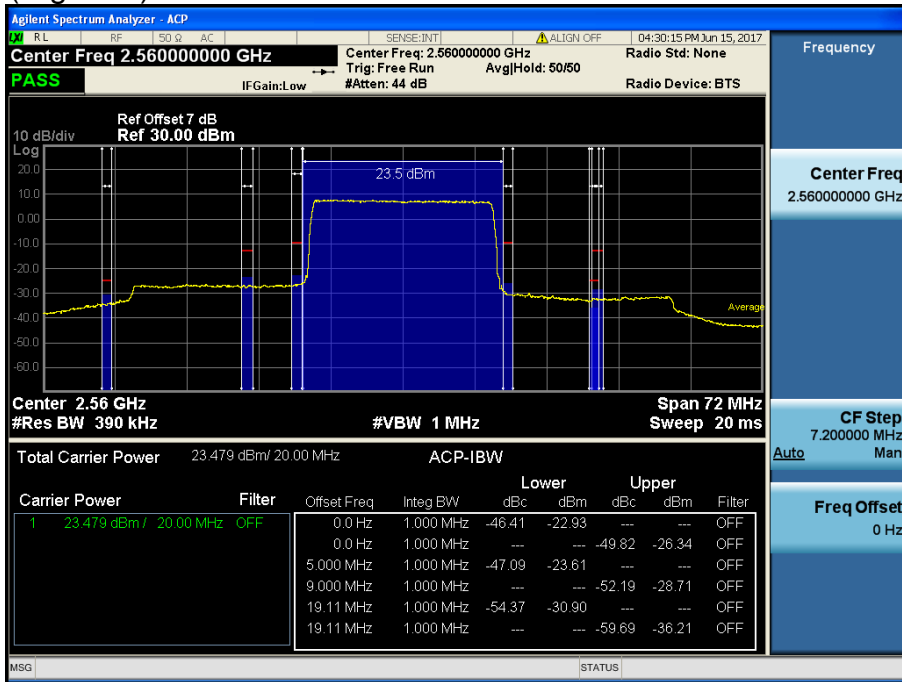 Agilent Spectrum Analyzer - ACP
LXI RL RF 50 Ω AC SENSE:INT ALIGN OFF 04:30:15 PM Jun 15, 2017
Center Freq 2.560000000 GHz
Center Freq: 2.560000000 GHz
Radio Std: None
Trig: Free Run Avg|Hold: 50/50
PASS
IFGain:Low
#Atten: 44 dB
Radio Device: BTS
Ref Offset 7 dB
10 dB/div Ref 30.00 dBm
Log
20.0
10.0
0.00
-10.0
-20.0
-30.0
-40.0
-50.0
-60.0
23.5 dBm
Average
Center 2.56 GHz Span 72 MHz
#Res BW 390 kHz #VBW 1 MHz Sweep 20 ms
Total Carrier Power 23.479 dBm/ 20.00 MHz ACP-IBW
Lower Upper
Carrier Power Filter Offset Freq Integ BW dBc dBm dBc dBm Filter
1 23.479 dBm / 20.00 MHz OFF 0.0 Hz 1.000 MHz -46.41 -22.93 --- --- OFF
0.0 Hz 1.000 MHz --- --- -49.82 -26.34 OFF
5.000 MHz 1.000 MHz -47.09 -23.61 --- --- OFF
9.000 MHz 1.000 MHz --- --- -52.19 -28.71 OFF
19.11 MHz 1.000 MHz -54.37 -30.90 --- --- OFF
19.11 MHz 1.000 MHz --- --- -59.69 -36.21 OFF
MSG STATUS
Frequency
Center Freq
2.560000000 GHz
CF Step
7.200000 MHz
Auto Man
Freq Offset
0 Hz